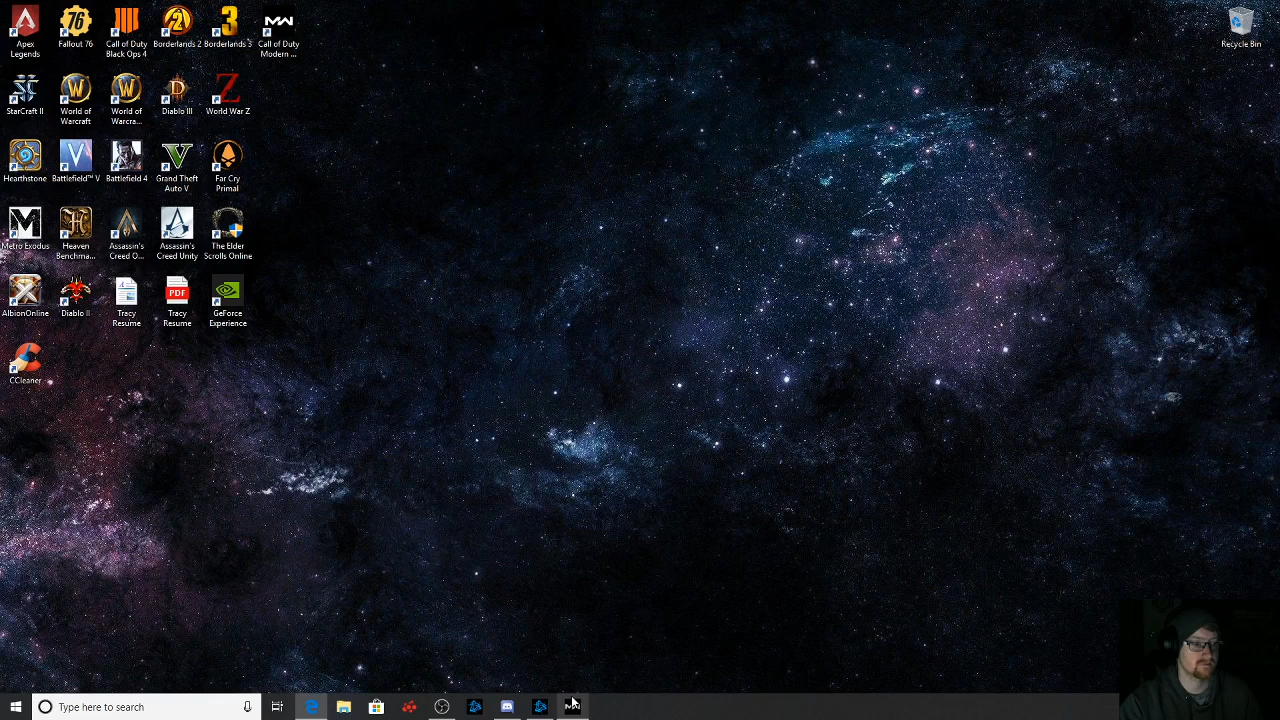 Apex
Legends
Fallout 76
Call of Duty
Black Ops 4
Borderlands 2
Borderlands 3
Call of Duty
Modern ...
Recycle Bin
StarCraft II
World of
Warcraft
World of
Warcra...
Diablo III
World War Z
Hearthstone
Battlefield™ V
Battlefield 4
Grand Theft
Auto V
Far Cry
Primal
Metro Exodus
Heaven
Benchma...
Assassin's
Creed O...
Assassin's
Creed Unity
The Elder
Scrolls Online
AlbionOnline
Diablo II
Tracy
Resume
PDF
Tracy
Resume
GeForce
Experience
CCleaner
Type here to search